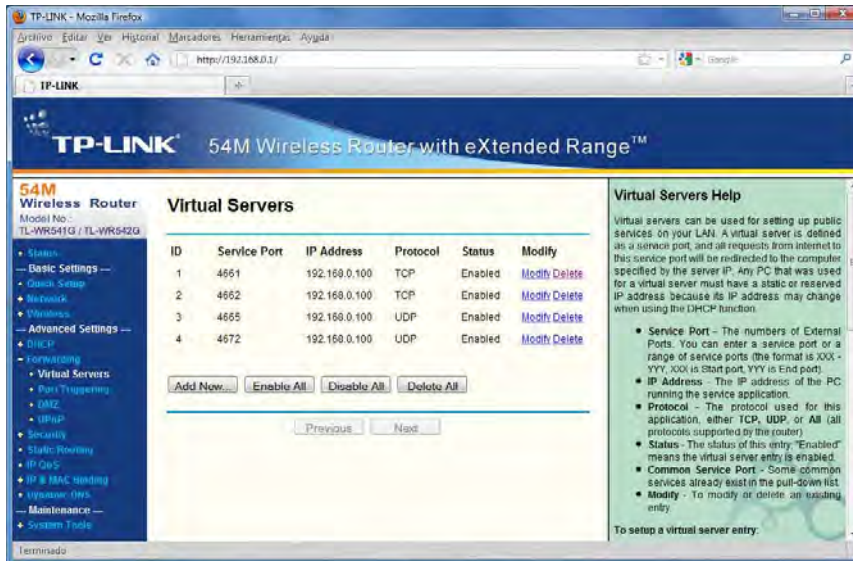 TP-LINK - Mozilla Firefox
Archivo Editar Ver Historial Marcadores Herramientas Ayuda
http://192.168.0.1/
Google
TP-LINK
TP-LINK® 54M Wireless Router with eXtended Range™
54M
Wireless Router
Model No.:
TL-WR541G / TL-WR542G
Status
--- Basic Settings ---
Quick Setup
Network
Wireless
--- Advanced Settings ---
DHCP
Forwarding
Virtual Servers
Port Triggering
DMZ
UPnP
Security
Static Routing
IP QoS
IP & MAC Binding
Dynamic DNS
--- Maintenance ---
System Tools
Virtual Servers
ID Service Port IP Address Protocol Status Modify
1 4661 192.168.0.100 TCP Enabled Modify Delete
2 4662 192.168.0.100 TCP Enabled Modify Delete
3 4665 192.168.0.100 UDP Enabled Modify Delete
4 4672 192.168.0.100 UDP Enabled Modify Delete
Add New... Enable All Disable All Delete All
Previous Next
Virtual Servers Help
Virtual servers can be used for setting up public
services on your LAN. A virtual server is defined
as a service port, and all requests from internet to
this service port will be redirected to the computer
specified by the server IP. Any PC that was used
for a virtual server must have a static or reserved
IP address because its IP address may change
when using the DHCP function.
Service Port - The numbers of External
Ports. You can enter a service port or a
range of service ports (the format is XXX -
YYY, XXX is Start port, YYY is End port).
IP Address - The IP address of the PC
running the service application.
Protocol - The protocol used for this
application, either TCP, UDP, or All (all
protocols supported by the router).
Status - The status of this entry, "Enabled"
means the virtual server entry is enabled.
Common Service Port - Some common
services already exist in the pull-down list.
Modify - To modify or delete an existing
entry.
To setup a virtual server entry:
Terminado